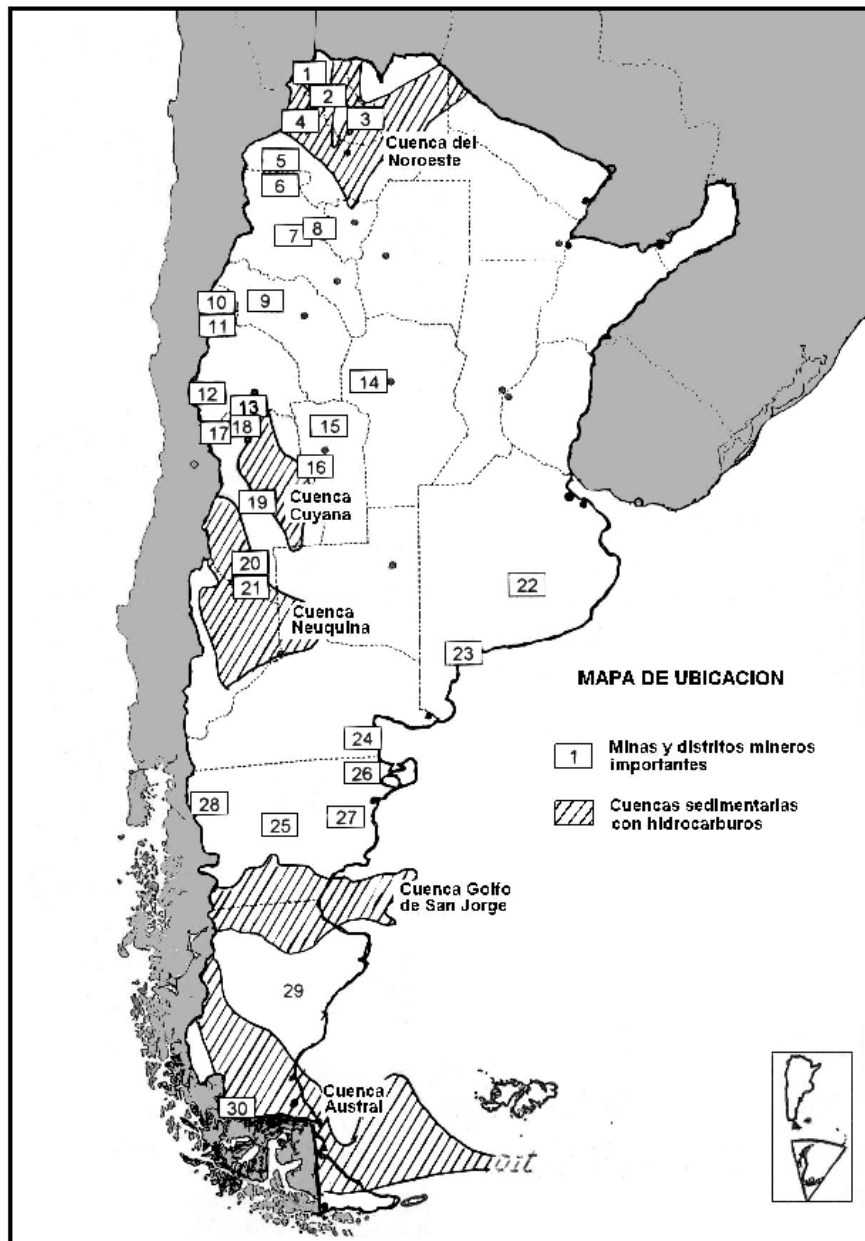 1
2
4
3
Cuenca del
Noroeste
5
6
7
8
10
9
11
12
14
13
17
18
15
16
19
Cuenca
Cuyana
20
21
22
Cuenca
Neuquina
23
MAPA DE UBICACION
24
1
Minas y distritos mineros
importantes
26
28
25
27
Cuencas sedimentarias
con hidrocarburos
Cuenca Golfo
de San Jorge
29
30
Cuenca
Austral